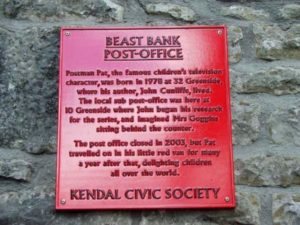 BEAST BANK
POST-OFFICE
Postman Pat, the famous children's television
character, was born in 1978 at 32 Greenside,
where his author, John Cunliffe, lived.
The local sub post-office was here at
10 Greenside where John began his research
for the series, and imagined Mrs Goggins
sitting behind the counter.
The post office closed in 2003, but Pat
travelled on in his little red van for many
a year after that, delighting children
all over the world.
KENDAL CIVIC SOCIETY